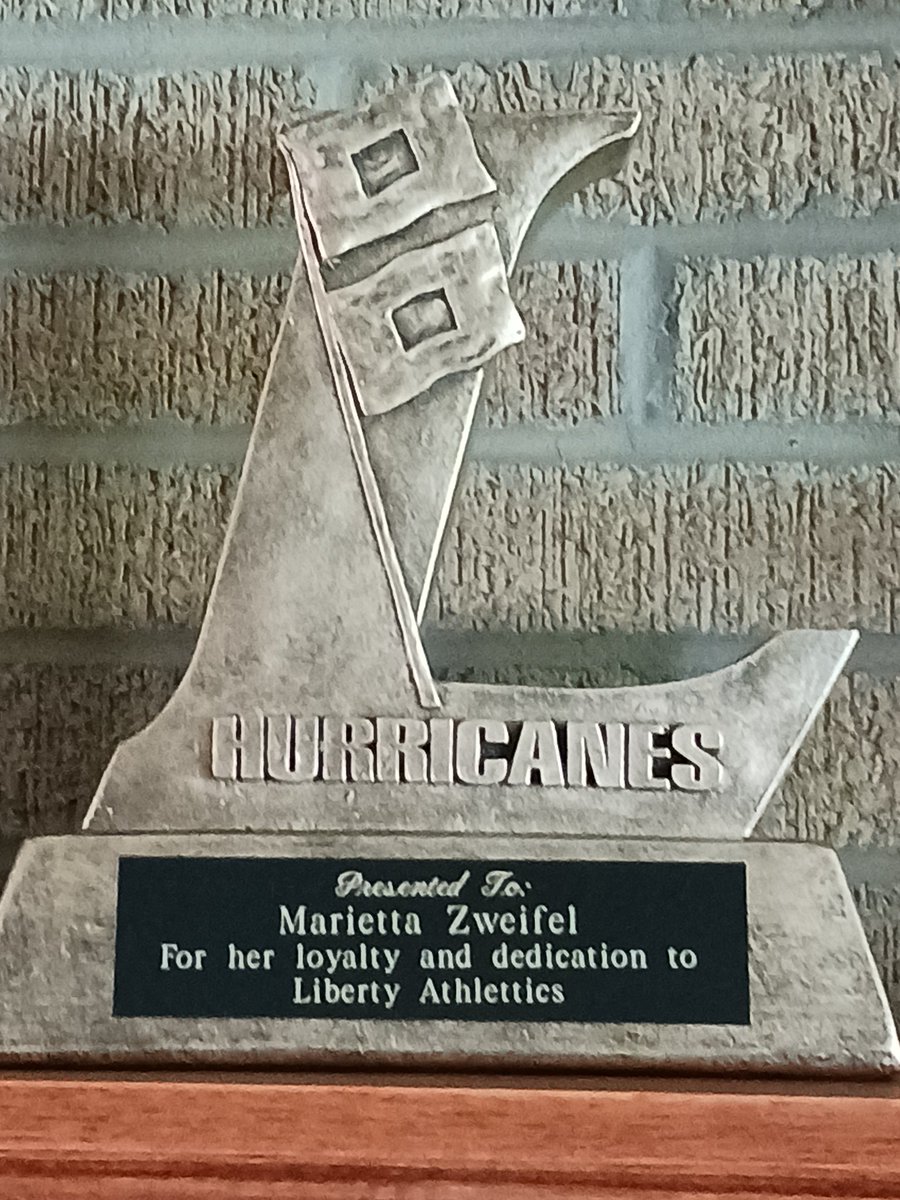 HURRICANES
Presented To:
Marietta Zweifel
For her loyalty and dedication to
Liberty Athlettics